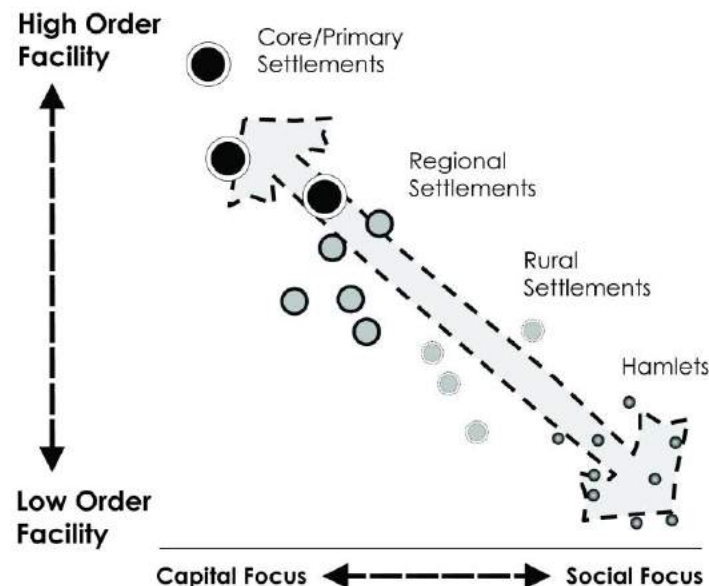 High Order
Facility
Core/Primary
Settlements
Regional
Settlements
Rural
Settlements
Hamlets
Low Order
Facility
Capital Focus
Social Focus